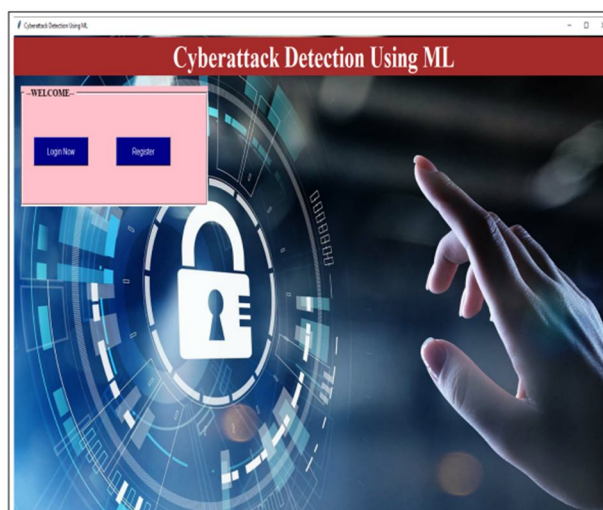 Cyberattack Detection Using ML
Cyberattack Detection Using ML
--WELCOME--
Login Now
Register